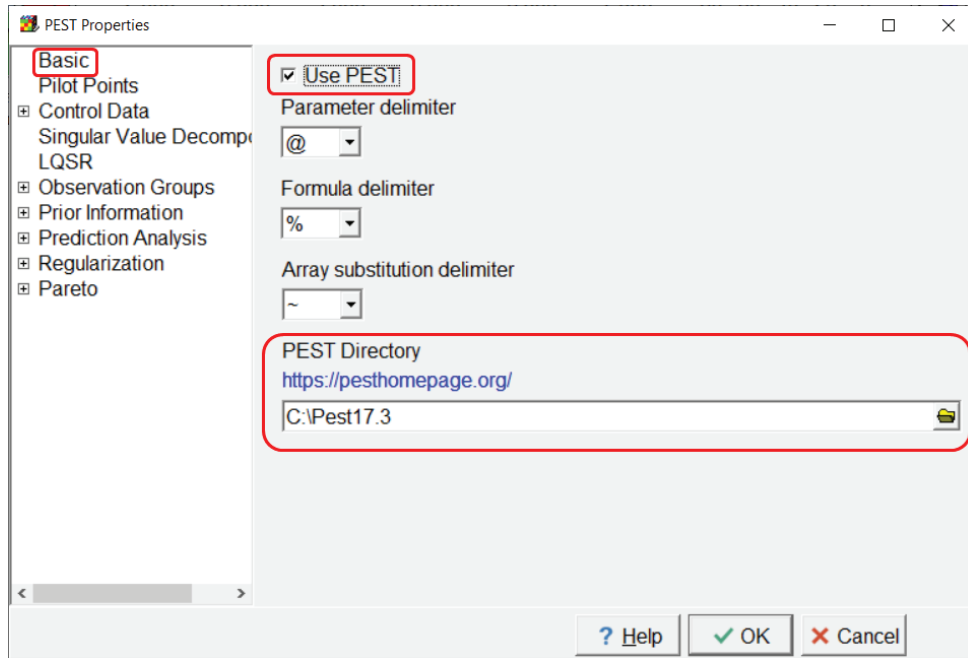 PEST Properties
Basic
Pilot Points
Control Data
Singular Value Decompo
LQSR
Observation Groups
Prior Information
Prediction Analysis
Regularization
Pareto
Use PEST
Parameter delimiter
@
Formula delimiter
%
Array substitution delimiter
~
PEST Directory
https://pesthomepage.org/
C:\Pest17.3
? Help
OK
Cancel